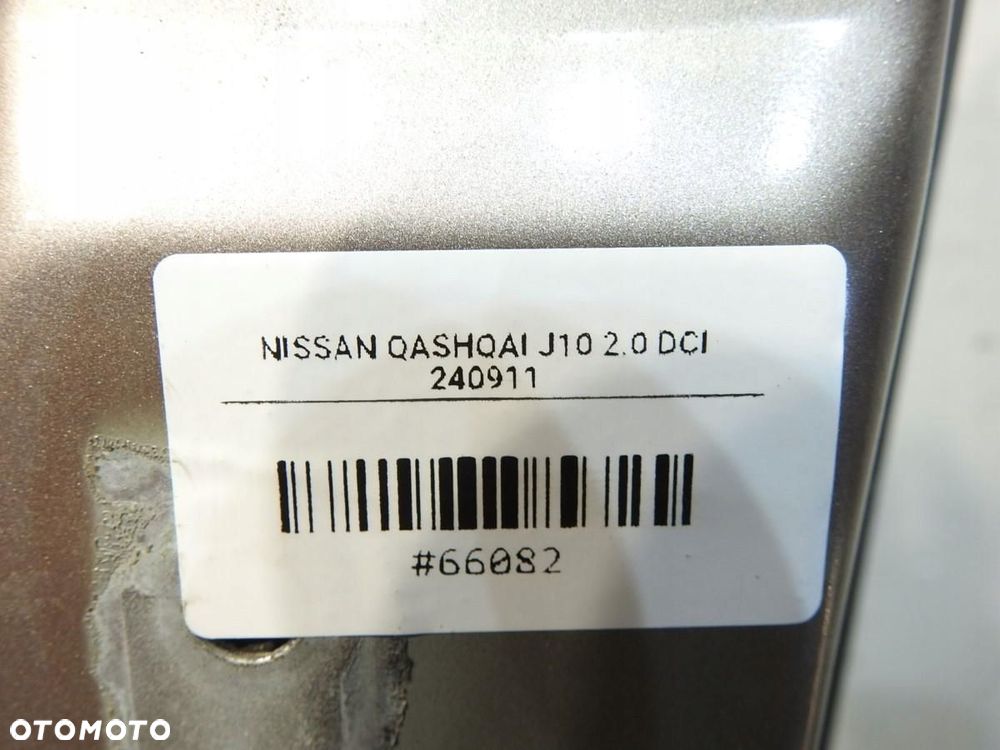 NISSAN QASHQAI J10 2.0 DCI
240911
#66082
OTOMOTO